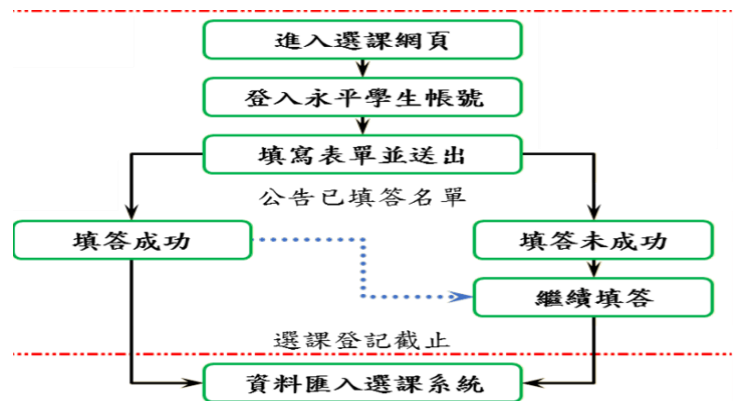 進入選課網頁
登入永平學生帳號
填寫表單並送出
公告已填答名單
填答成功
填答未成功
繼續填答
選課登記截止
資料匯入選課系統